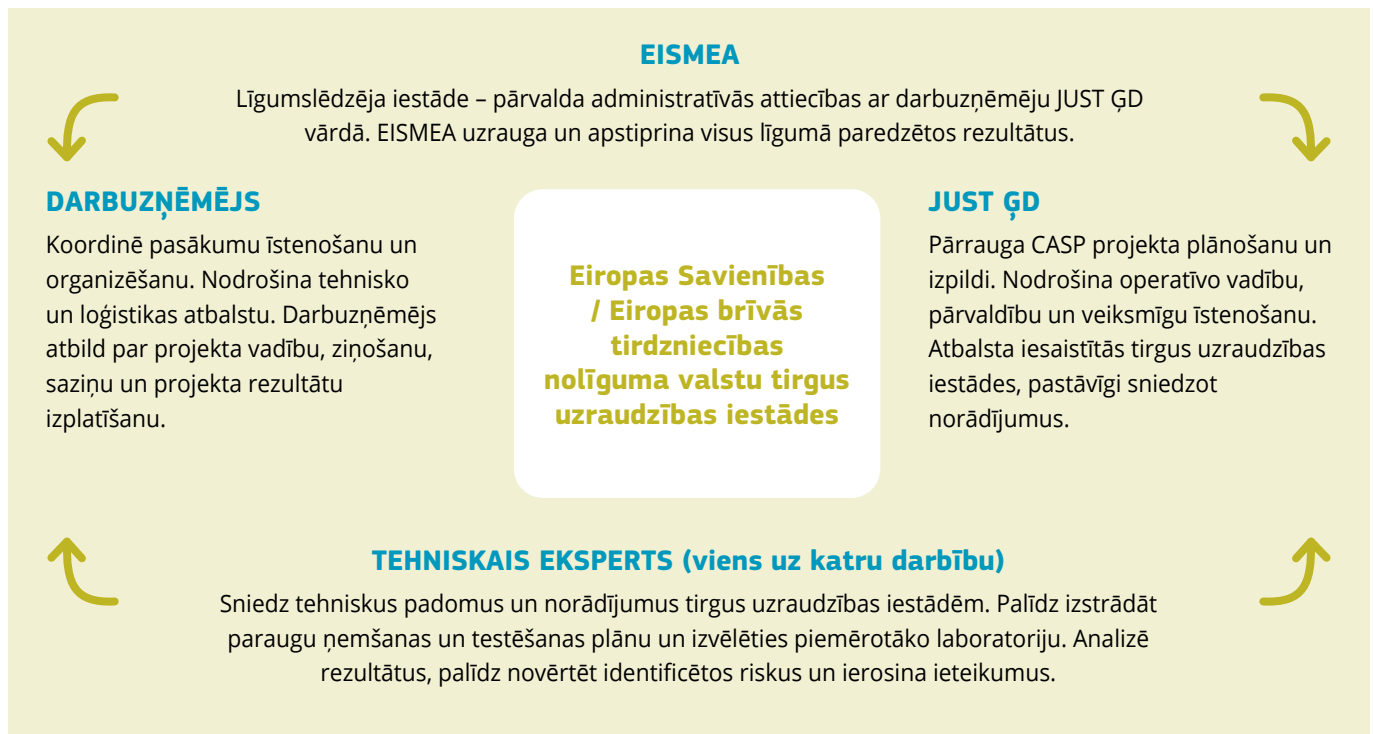 EISMEA
Līgumslēdzēja iestāde – pārvalda administratīvās attiecības ar darbuzņēmēju JUST ĢD
vārdā. EISMEA uzrauga un apstiprina visus līgumā paredzētos rezultātus.
DARBUZŅĒMĒJS
Koordinē pasākumu īstenošanu un
organizēšanu. Nodrošina tehnisko
un loģistikas atbalstu. Darbuzņēmējs
atbild par projekta vadību, ziņošanu,
saziņu un projekta rezultātu
izplatīšanu.
Eiropas Savienības
/ Eiropas brīvās
tirdzniecības
nolīguma valstu tirgus
uzraudzības iestādes
JUST ĢD
Pārrauga CASP projekta plānošanu un
izpildi. Nodrošina operatīvo vadību,
pārvaldību un veiksmīgu īstenošanu.
Atbalsta iesaistītās tirgus uzraudzības
iestādes, pastāvīgi sniedzot
norādījumus.
TEHNISKAIS EKSPERTS (viens uz katru darbību)
Sniedz tehniskus padomus un norādījumus tirgus uzraudzības iestādēm. Palīdz izstrādāt
paraugu ņemšanas un testēšanas plānu un izvēlēties piemērotāko laboratoriju. Analizē
rezultātus, palīdz novērtēt identificētos riskus un ierosina ieteikumus.